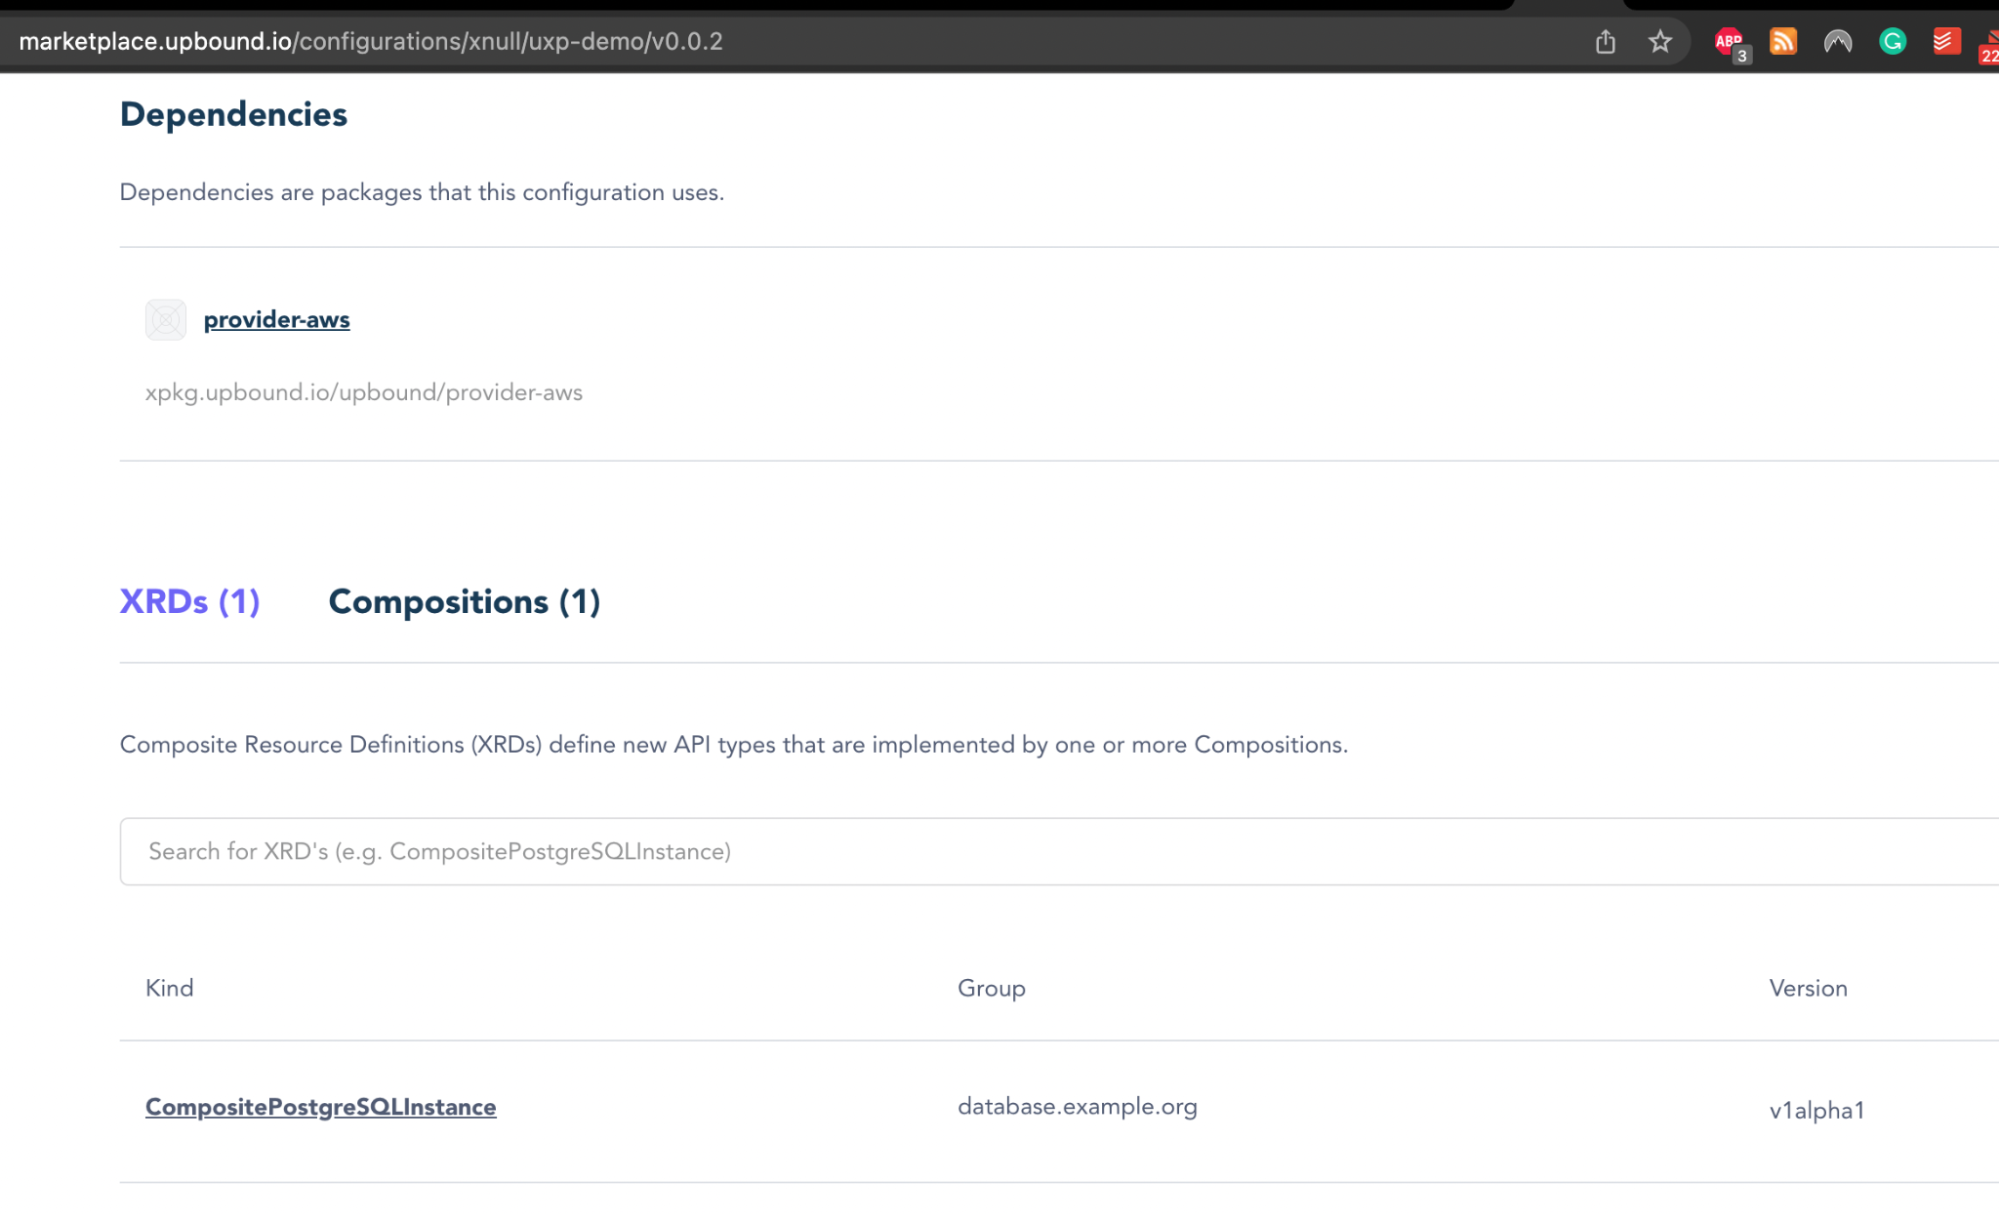 marketplace.upbound.io/configurations/xnull/uxp-demo/v0.0.2
ABP
3
G
22
Dependencies
Dependencies are packages that this configuration uses.
provider-aws
xpkg.upbound.io/upbound/provider-aws
XRDs (1) Compositions (1)
Composite Resource Definitions (XRDs) define new API types that are implemented by one or more Compositions.
Search for XRD's (e.g. CompositePostgreSQLInstance)
Kind Group Version
CompositePostgreSQLInstance database.example.org v1alpha1